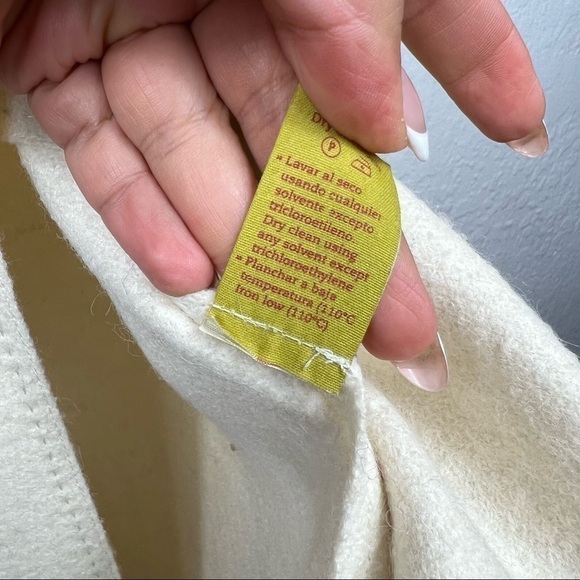 Dry
P
* Lavar al seco
usando cualquier
solvente excepto
tricloroetileno.
Dry clean using
any solvent except
trichloroethylene
* Planchar a baja
temperatura (110°C
Iron low (110°C)